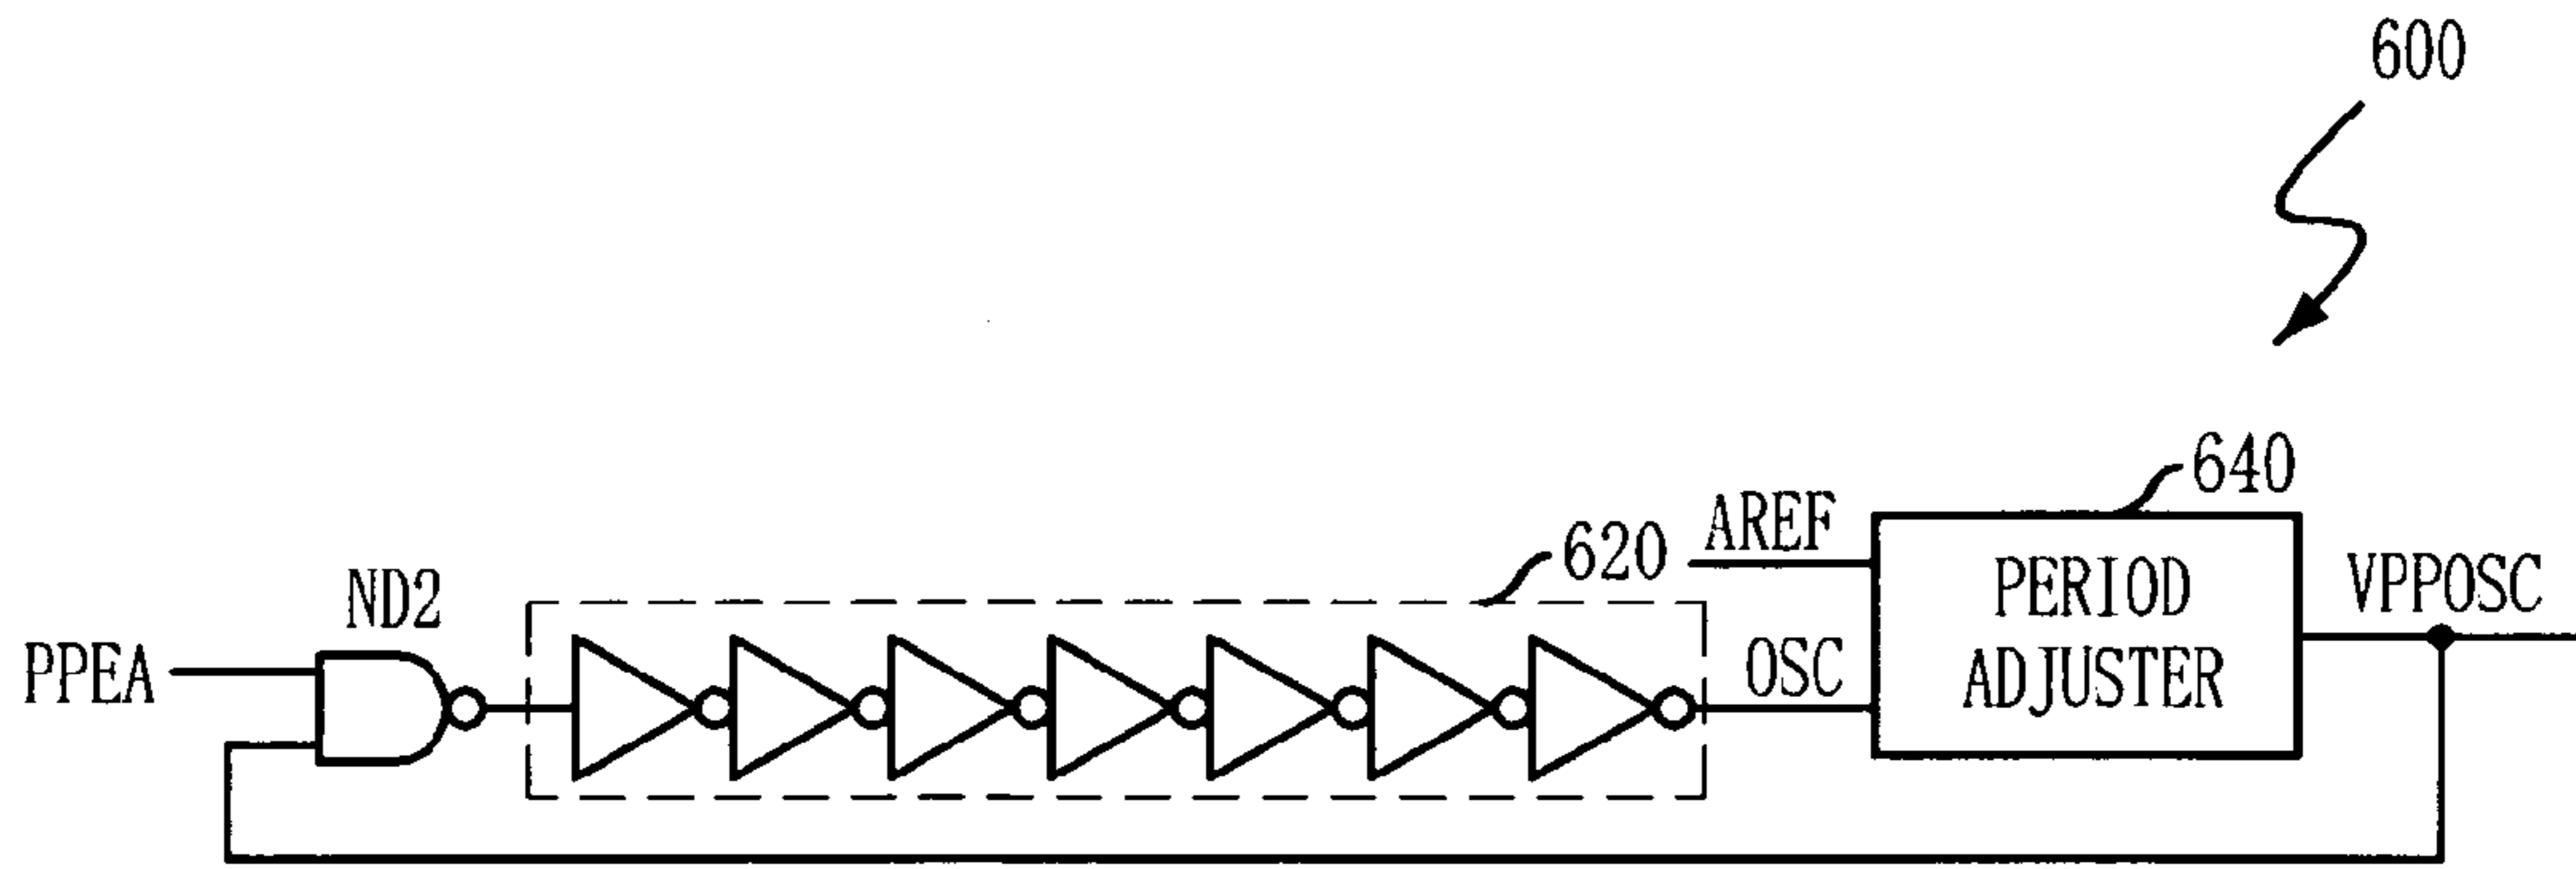 600
640
AREF
620
PERIOD
ADJUSTER
VPPOSC
ND2
PPEA
OSC